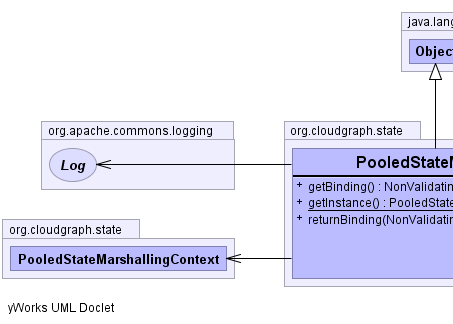 java.lang
Object
org.apache.commons.logging
Log
org.cloudgraph.state
PooledStateM
+ getBinding() : NonValidatin
+ getInstance() : PooledState
+ returnBinding(NonValidatin
org.cloudgraph.state
PooledStateMarshallingContext
yWorks UML Doclet